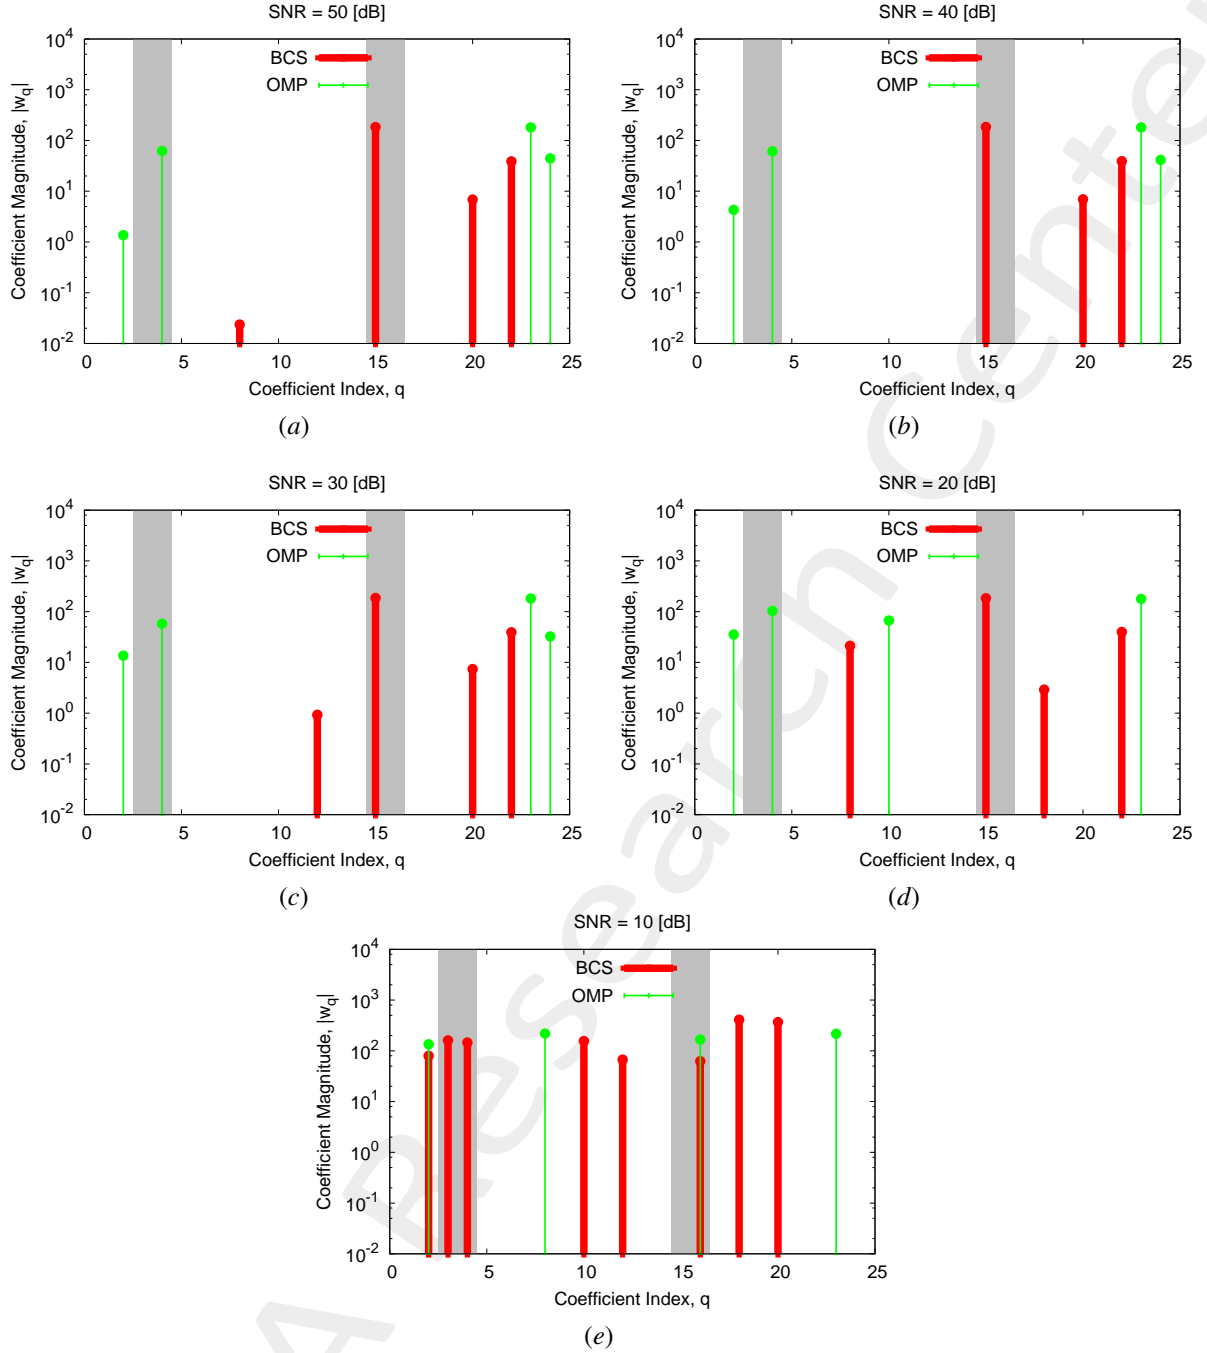 SNR = 50 [dB]
10^4
10^3
10^2
10^1
10^0
10^-1
10^-2
Coefficient Magnitude, |w_q|
BCS
OMP
0 5 10 15 20 25
Coefficient Index, q
(a)
SNR = 40 [dB]
10^4
10^3
10^2
10^1
10^0
10^-1
10^-2
Coefficient Magnitude, |w_q|
BCS
OMP
0 5 10 15 20 25
Coefficient Index, q
(b)
SNR = 30 [dB]
10^4
10^3
10^2
10^1
10^0
10^-1
10^-2
Coefficient Magnitude, |w_q|
BCS
OMP
0 5 10 15 20 25
Coefficient Index, q
(c)
SNR = 20 [dB]
10^4
10^3
10^2
10^1
10^0
10^-1
10^-2
Coefficient Magnitude, |w_q|
BCS
OMP
0 5 10 15 20 25
Coefficient Index, q
(d)
SNR = 10 [dB]
10^4
10^3
10^2
10^1
10^0
10^-1
10^-2
Coefficient Magnitude, |w_q|
BCS
OMP
0 5 10 15 20 25
Coefficient Index, q
(e)
A Research Center